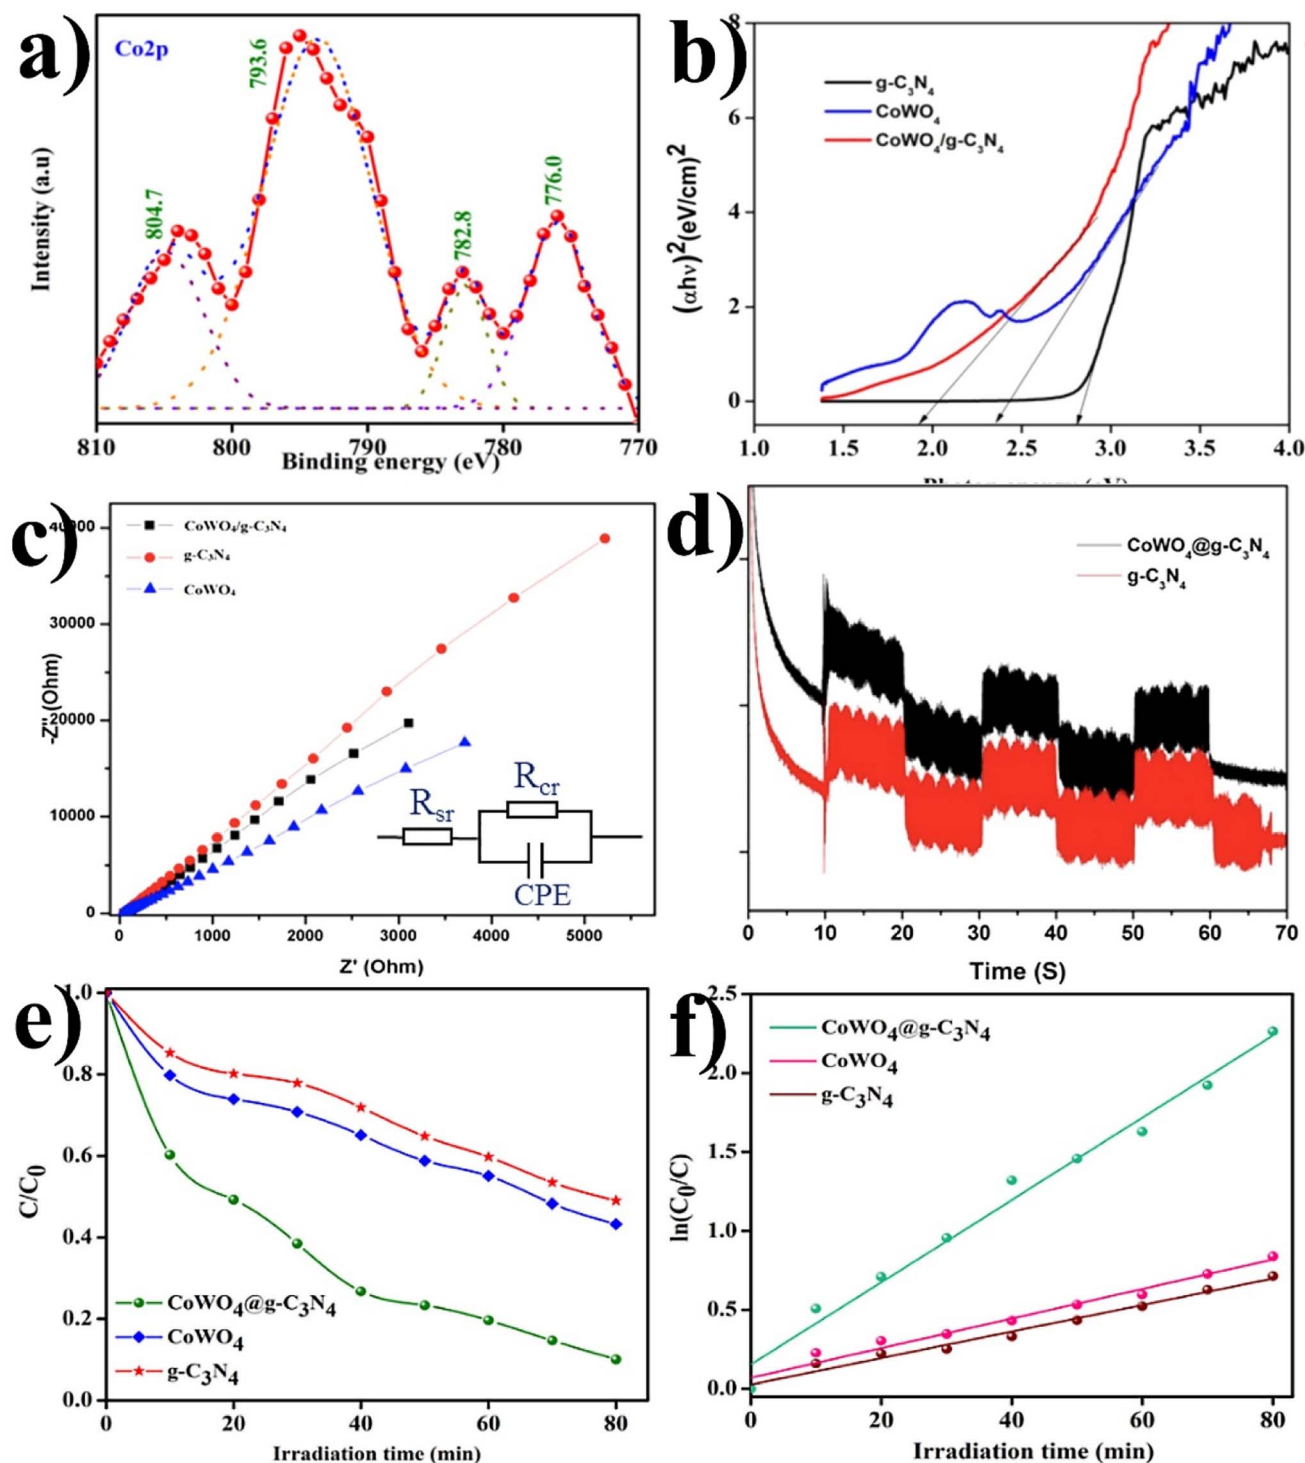 a)
Co2p
793.6
804.7
782.8
776.0
Intensity (a.u)
810 800 790 780 770
Binding energy (eV)
b)
g-C₃N₄
CoWO₄
CoWO₄/g-C₃N₄
(αhν)²(eV/cm)²
8
6
4
2
0
1.0 1.5 2.0 2.5 3.0 3.5 4.0
c)
CoWO₄/g-C₃N₄
g-C₃N₄
CoWO₄
-Z''(Ohm)
40000
30000
20000
10000
0
Rcr
Rsr
CPE
0 1000 2000 3000 4000 5000
Z' (Ohm)
d)
CoWO₄@g-C₃N₄
g-C₃N₄
0 10 20 30 40 50 60 70
Time (S)
e)
C/C₀
1.0
0.8
0.6
0.4
0.2
0.0
CoWO₄@g-C₃N₄
CoWO₄
g-C₃N₄
0 20 40 60 80
Irradiation time (min)
f)
CoWO₄@g-C₃N₄
CoWO₄
g-C₃N₄
ln(C₀/C)
2.5
2.0
1.5
1.0
0.5
0.0
0 20 40 60 80
Irradiation time (min)